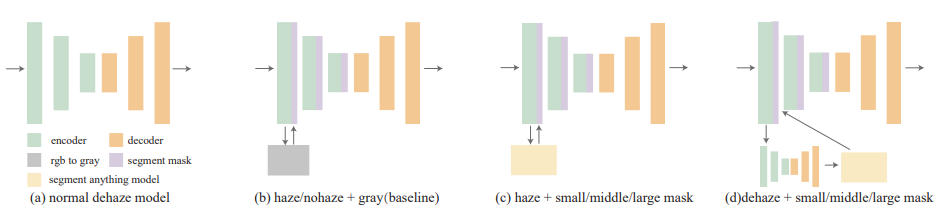 encoder decoder
rgb to gray segment mask
segment anything model
(a) normal dehaze model (b) haze/nohaze + gray(baseline) (c) haze + small/middle/large mask (d)dehaze + small/middle/large mask